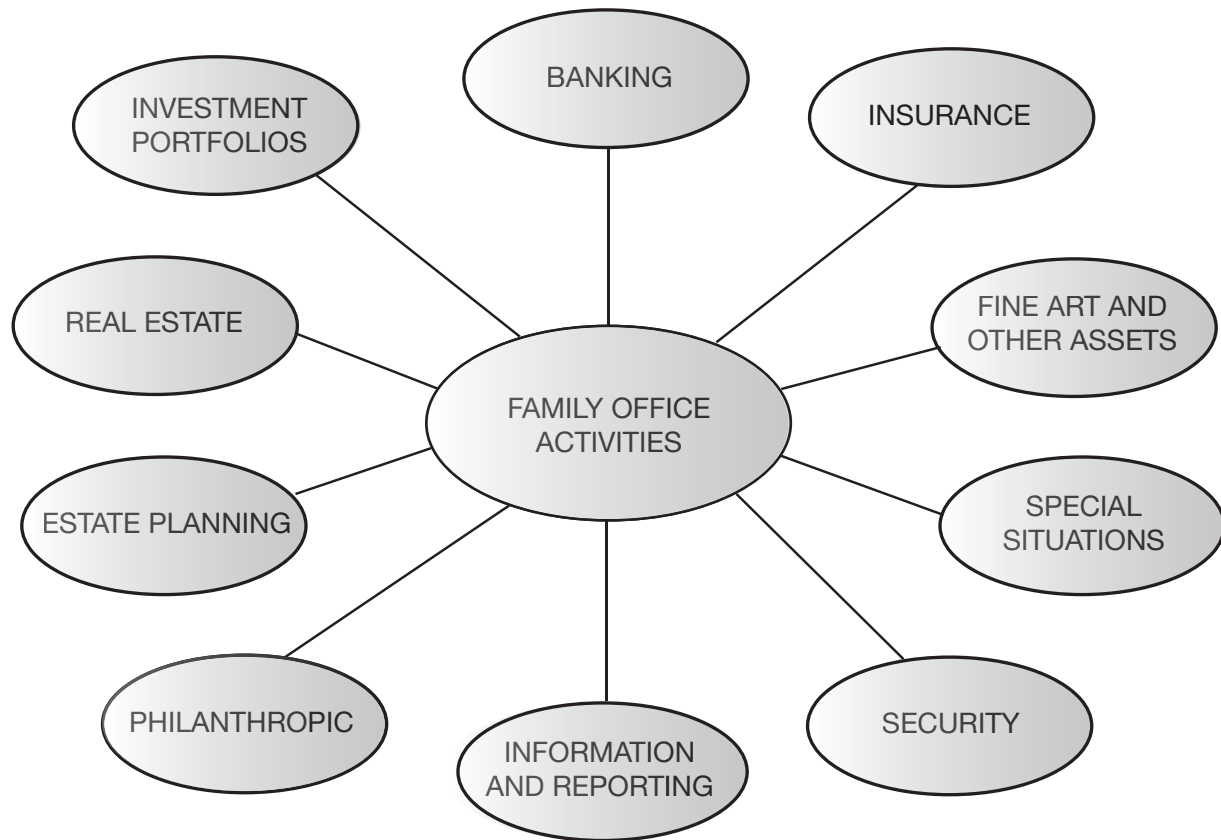 BANKING
INVESTMENT
PORTFOLIOS
INSURANCE
REAL ESTATE
FINE ART AND
OTHER ASSETS
FAMILY OFFICE
ACTIVITIES
ESTATE PLANNING
SPECIAL
SITUATIONS
PHILANTHROPIC
SECURITY
INFORMATION
AND REPORTING